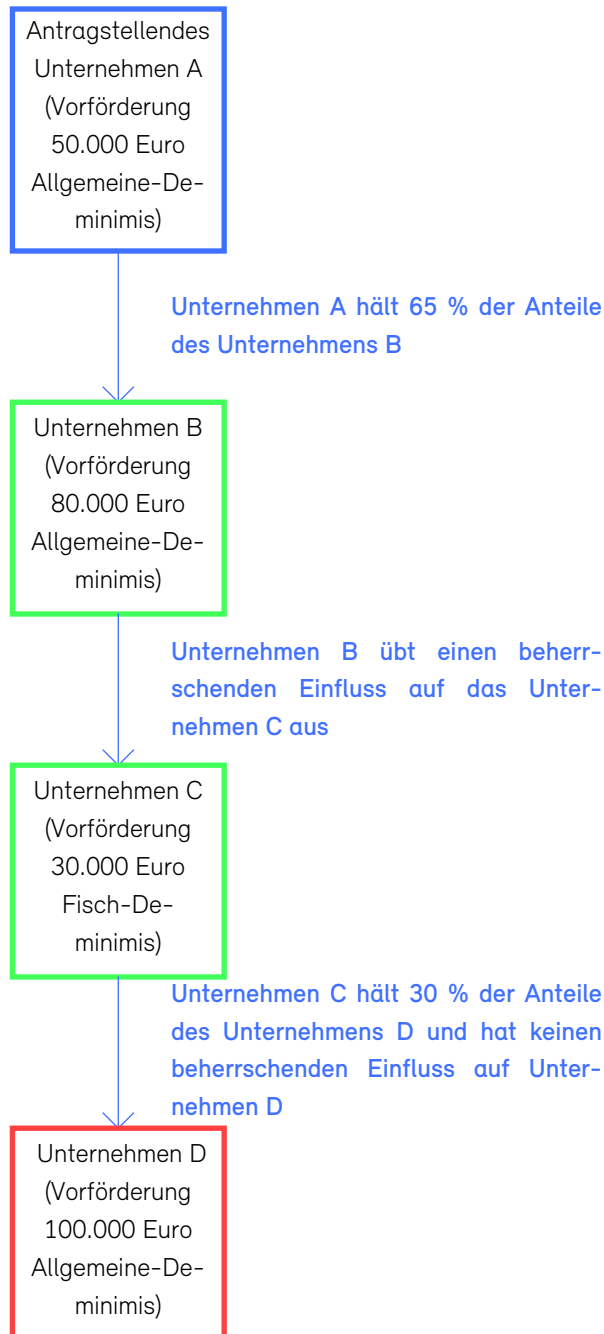 Antragstellendes
Unternehmen A
(Vorförderung
50.000 Euro
Allgemeine-De-
minimis)
Unternehmen A hält 65 % der Anteile
des Unternehmens B
Unternehmen B
(Vorförderung
80.000 Euro
Allgemeine-De-
minimis)
Unternehmen B übt einen beherr-
schenden Einfluss auf das Unter-
nehmen C aus
Unternehmen C
(Vorförderung
30.000 Euro
Fisch-De-
minimis)
Unternehmen C hält 30 % der Anteile
des Unternehmens D und hat keinen
beherrschenden Einfluss auf Unter-
nehmen D
Unternehmen D
(Vorförderung
100.000 Euro
Allgemeine-De-
minimis)